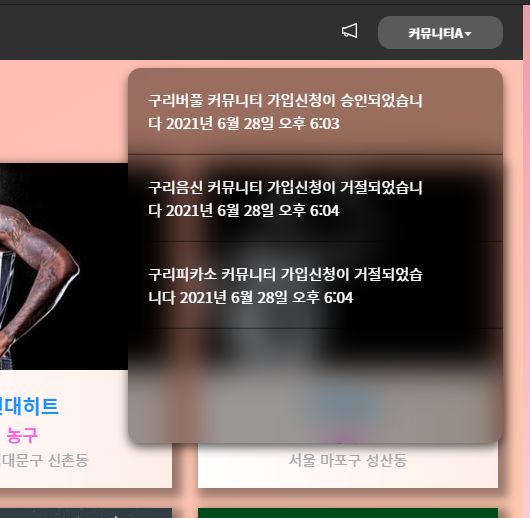 커뮤니티A
구리버풀 커뮤니티 가입신청이 승인되었습니
다 2021년 6월 28일 오후 6:03
구리음신 커뮤니티 가입신청이 거절되었습니
다 2021년 6월 28일 오후 6:04
구리피카소 커뮤니티 가입신청이 거절되었습
니다 2021년 6월 28일 오후 6:04
대히트
농구
대문구 신촌동
서울 마포구 성산동